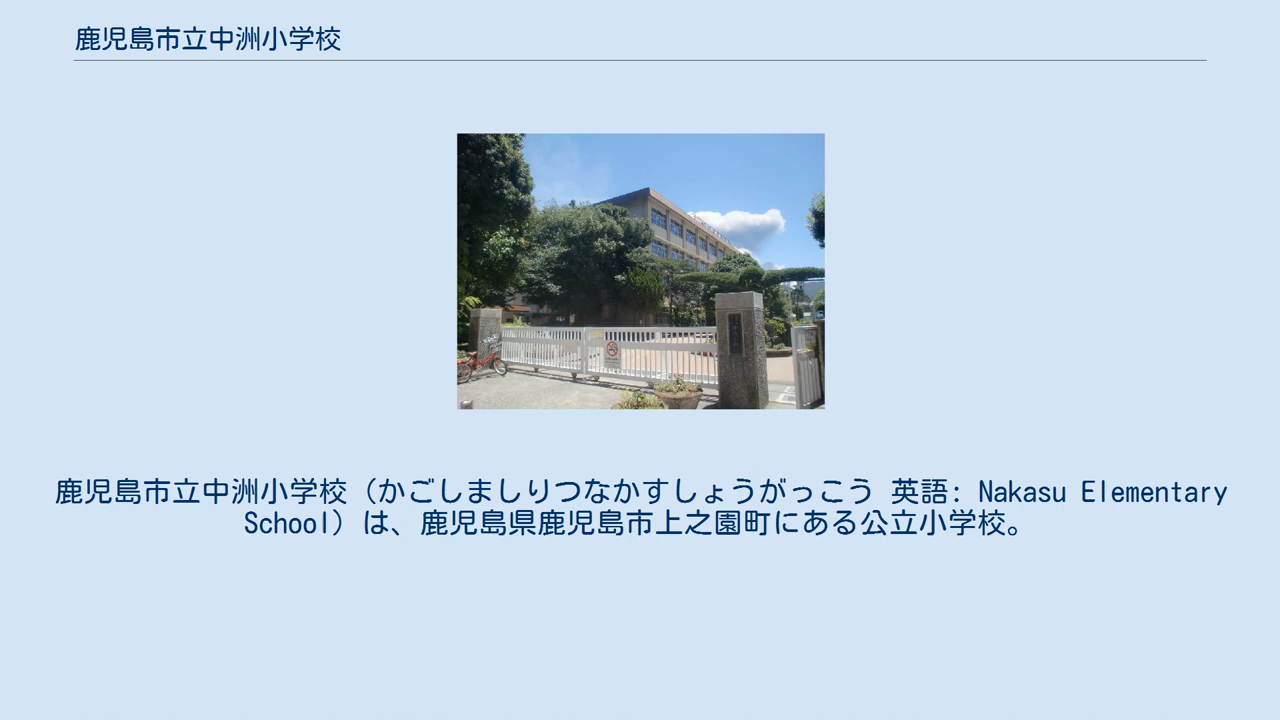 鹿児島市立中洲小学校
鹿児島市立中洲小学校（かごしましりつなかすしょうがっこう 英語: Nakasu Elementary
School）は、鹿児島県鹿児島市上之園町にある公立小学校。